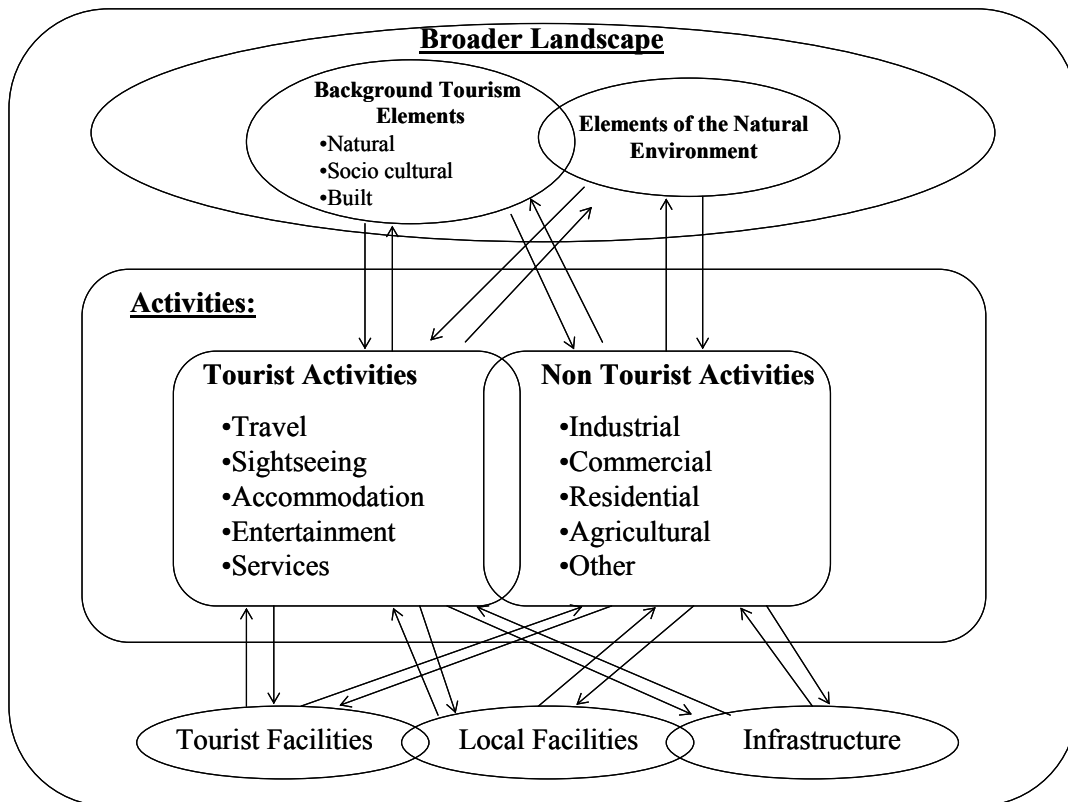 Broader Landscape
Background Tourism
Elements
•Natural
•Socio cultural
•Built
Elements of the Natural
Environment
Activities:
Tourist Activities
•Travel
•Sightseeing
•Accommodation
•Entertainment
•Services
Non Tourist Activities
•Industrial
•Commercial
•Residential
•Agricultural
•Other
Tourist Facilities
Local Facilities
Infrastructure